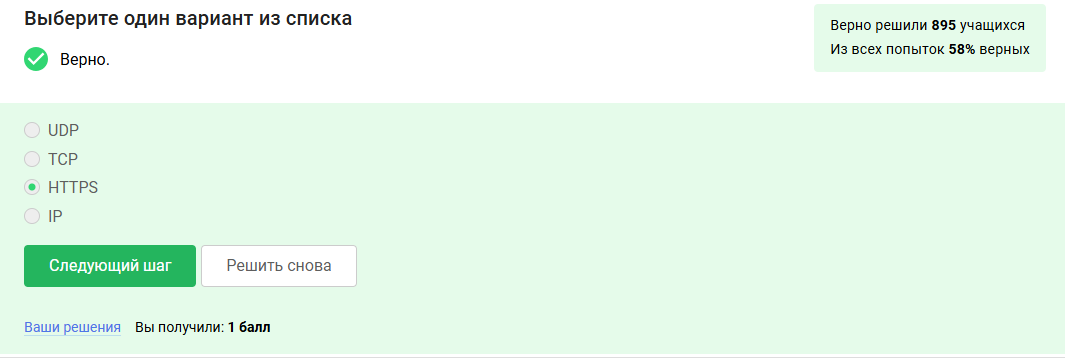 Выберите один вариант из списка
Верно.
Верно решили 895 учащихся
Из всех попыток 58% верных
UDP
TCP
HTTPS
IP
Следующий шаг
Решить снова
Ваши решения Вы получили: 1 балл